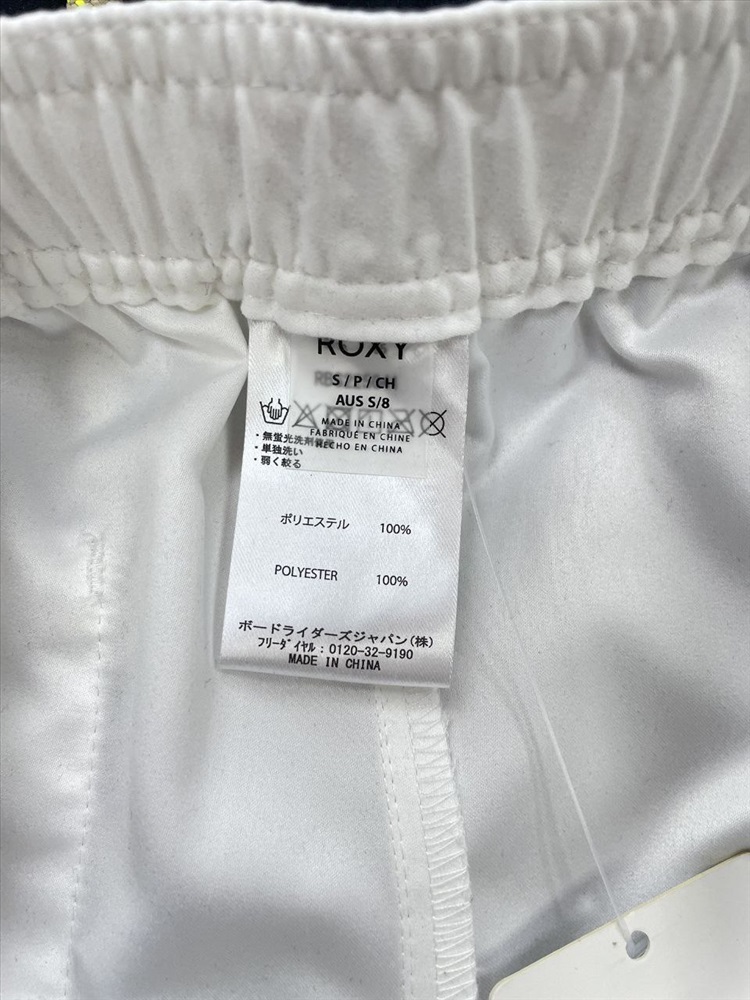 ROXY
S / P / CH
AUS S/8
MADE IN CHINA
FABRIQUÉ EN CHINE
HECHO EN CHINA
・無蛍光洗剤
・単独洗い
・弱く絞る
ポリエステル 100%
POLYESTER 100%
ボードライダーズジャパン(株)
フリーダイヤル:0120-32-9190
MADE IN CHINA